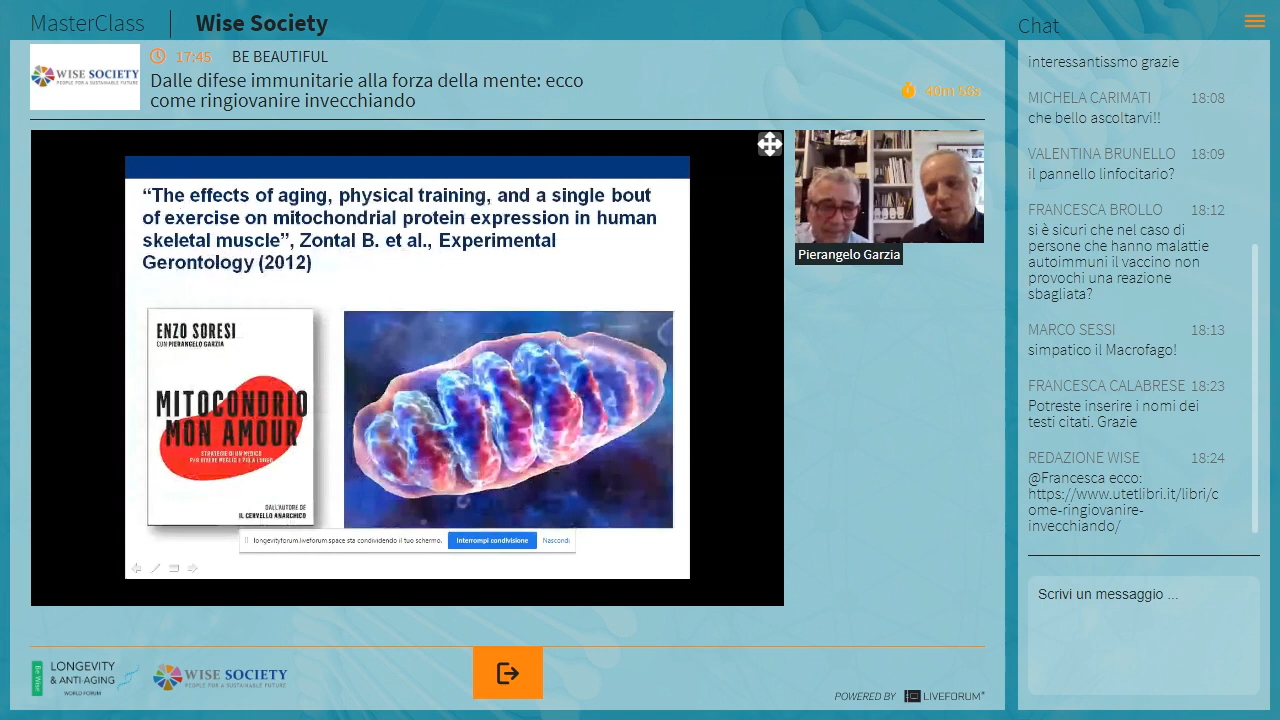 MasterClass
Wise Society
WISE SOCIETY
PEOPLE FOR A SUSTAINABLE FUTURE
17:45 BE BEAUTIFUL
Dalle difese immunitarie alla forza della mente: ecco
come ringiovanire invecchiando
40m 56s
“The effects of aging, physical training, and a single bout
of exercise on mitochondrial protein expression in human
skeletal muscle”, Zontal B. et al., Experimental
Gerontology (2012)
ENZO SORESI
CON PIERANGELO GARZIA
MITOCONDRIO
MON AMOUR
STRATEGIE DI UN MEDICO
PER VIVERE MEGLIO E PIÙ A LUNGO
DALL'AUTORE DE
IL CERVELLO ANARCHICO
longevityforum.liveforum.space sta condividendo il tuo schermo.
Interrompi condivisione
Nascondi
Pierangelo Garzia
Be Wise
LONGEVITY
& ANTI-AGING
WORLD FORUM
WISE SOCIETY
PEOPLE FOR A SUSTAINABLE FUTURE
POWERED BY LIVEFORUM
Chat
interessantissmo grazie
MICHELA CARIMATI 18:08
che bello ascoltarvi!!
VALENTINA BRUNELLO 18:09
il pannello linfocitario?
FRANCESCA BROLLO 18:12
si è sicuri che nel caso di
persone che hanno malattie
autoimmuni il vaccino non
provochi una reazione
sbagliata?
MARCO SESSI 18:13
simpatico il Macrofago!
FRANCESCA CALABRESE 18:23
Potreste inserire i nomi dei
testi citati. Grazie
REDAZIONE WISE 18:24
@Francesca ecco:
https://www.utetlibri.it/libri/c
ome-ringiovanire-
invecchiando/
Scrivi un messaggio ...